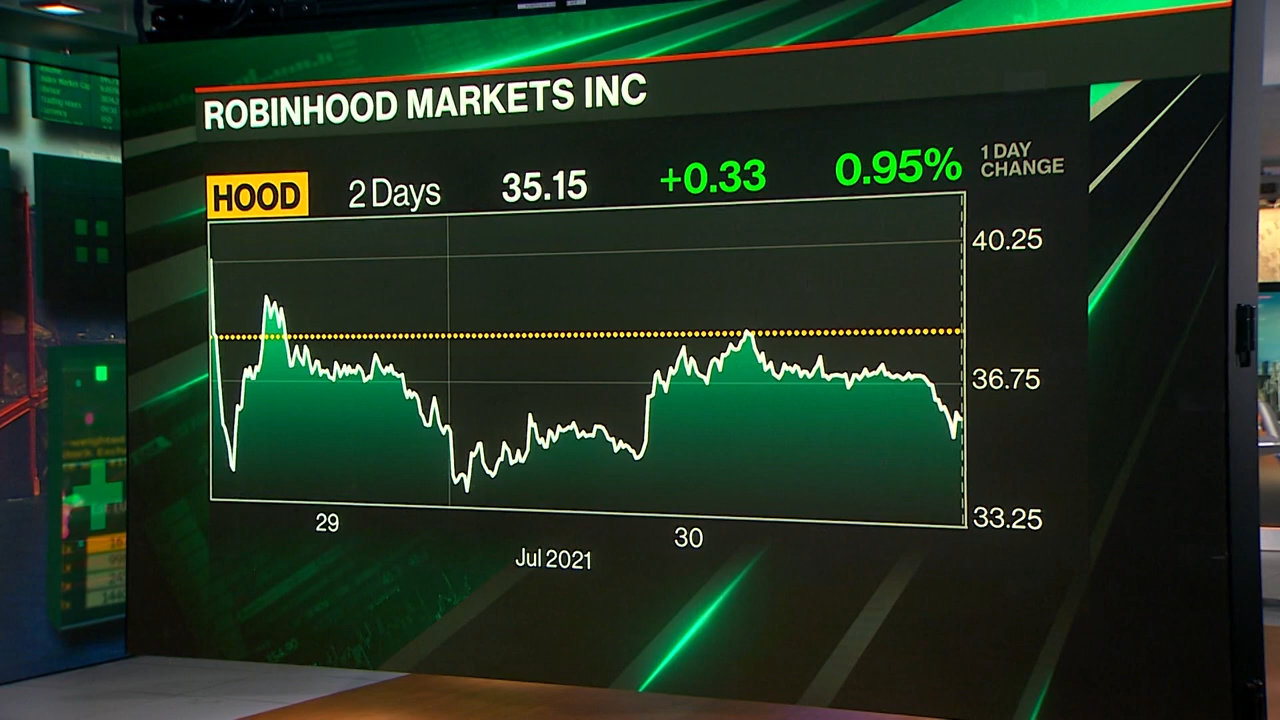 ROBINHOOD MARKETS INC
HOOD 2 Days 35.15 +0.33 0.95% 1 DAY
CHANGE
40.25
36.75
33.25
29 30
Jul 2021